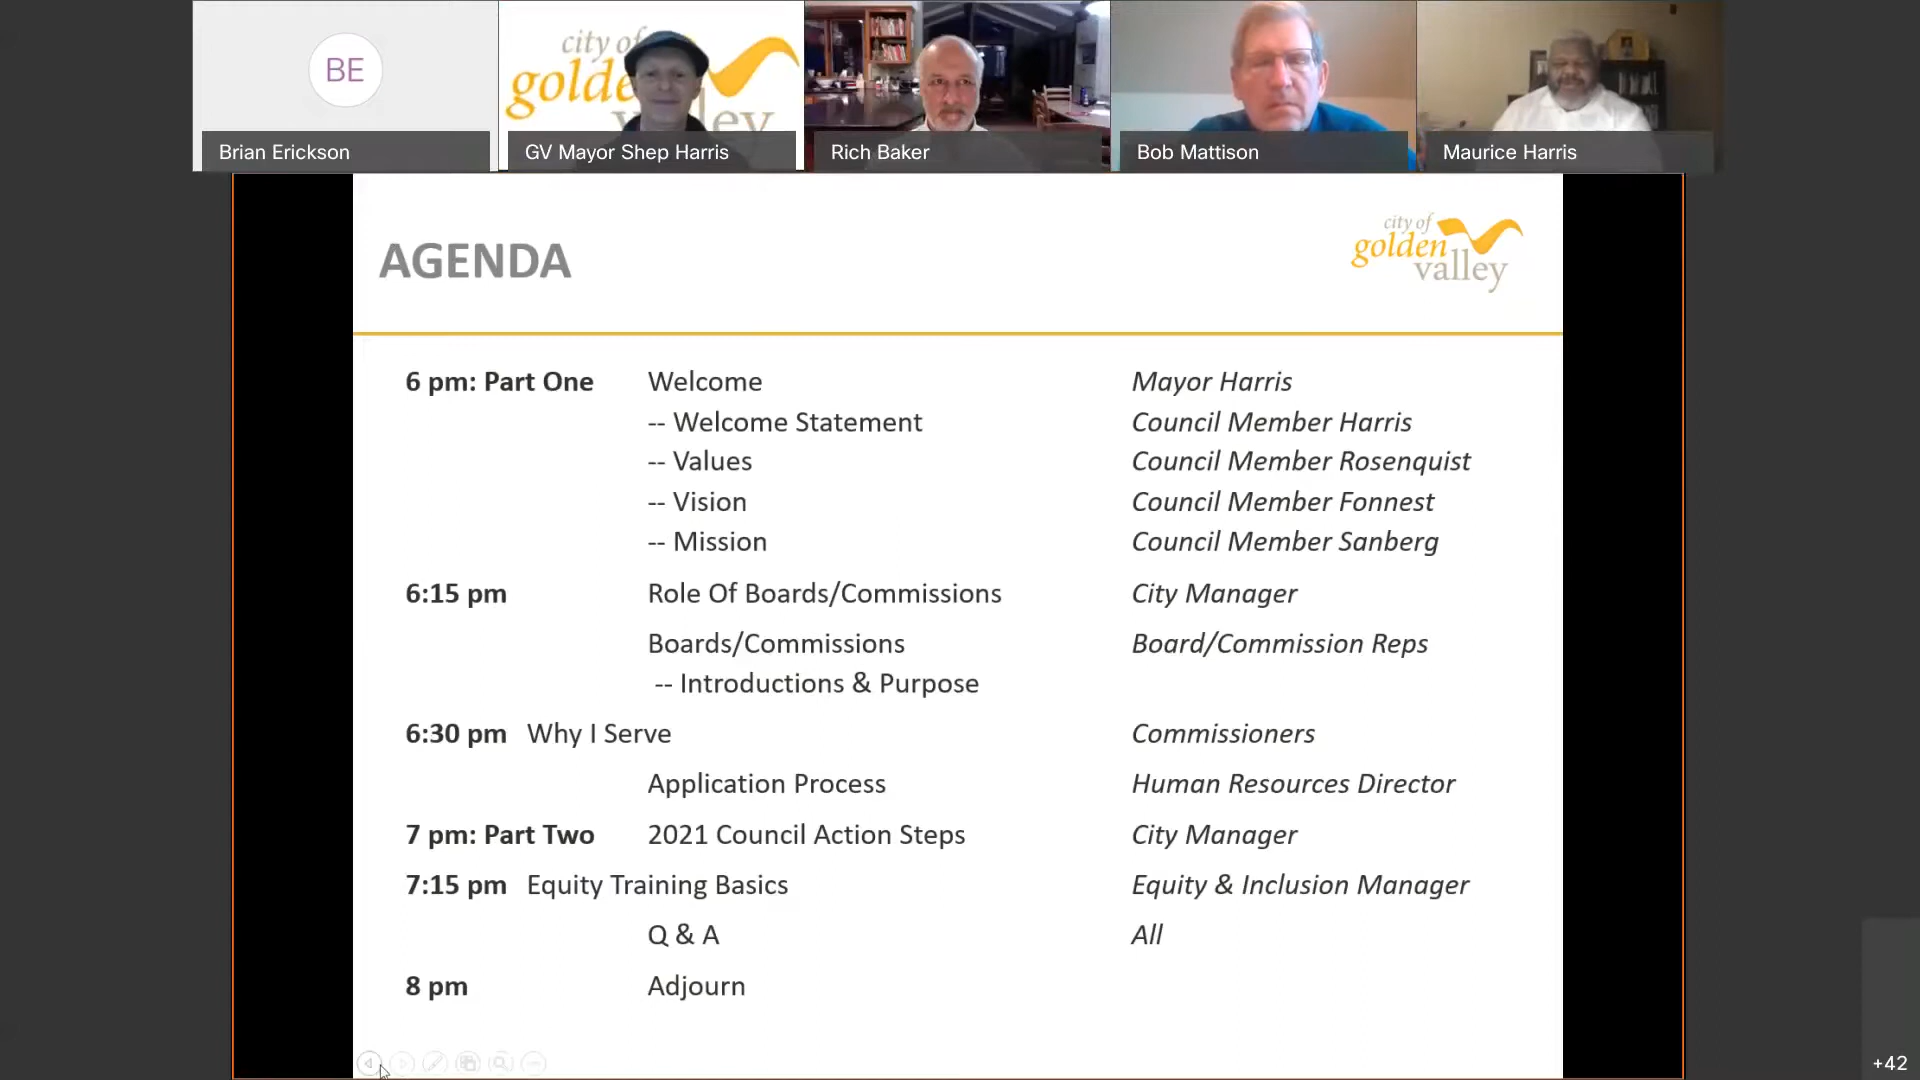 BE
Brian Erickson
city of
golde
valley
GV Mayor Shep Harris
Rich Baker
Bob Mattison
Maurice Harris
AGENDA
city of
golden
valley
6 pm: Part One Welcome Mayor Harris
-- Welcome Statement Council Member Harris
-- Values Council Member Rosenquist
-- Vision Council Member Fonnest
-- Mission Council Member Sanberg
6:15 pm Role Of Boards/Commissions City Manager
Boards/Commissions Board/Commission Reps
-- Introductions & Purpose
6:30 pm Why I Serve Commissioners
Application Process Human Resources Director
7 pm: Part Two 2021 Council Action Steps City Manager
7:15 pm Equity Training Basics Equity & Inclusion Manager
Q & A All
8 pm Adjourn
+42